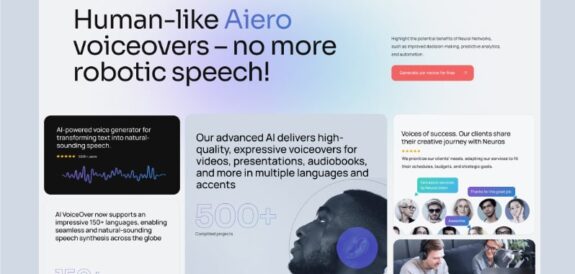 Human-like Aiero
voiceovers – no more
robotic speech!
Highlight the potential benefits of Neural Networks,
such as improved decision making, predictive analytics,
and automation.
Generate ai voices for free
AI-powered voice generator for
transforming text into natural-
sounding speech.
Our advanced AI delivers high-
quality, expressive voiceovers for
videos, presentations, audiobooks,
and more in multiple languages and
accents
500+
Completed projects
Voices of success. Our clients share
their creative journey with Neuros
We prioritize our clients' needs, adapting our services to fit
their schedules, budgets, and strategic goals.
Thanks for the great job
Awesome
AI VoiceOver now supports an
impressive 150+ languages, enabling
seamless and natural-sounding
speech synthesis across the globe
150+